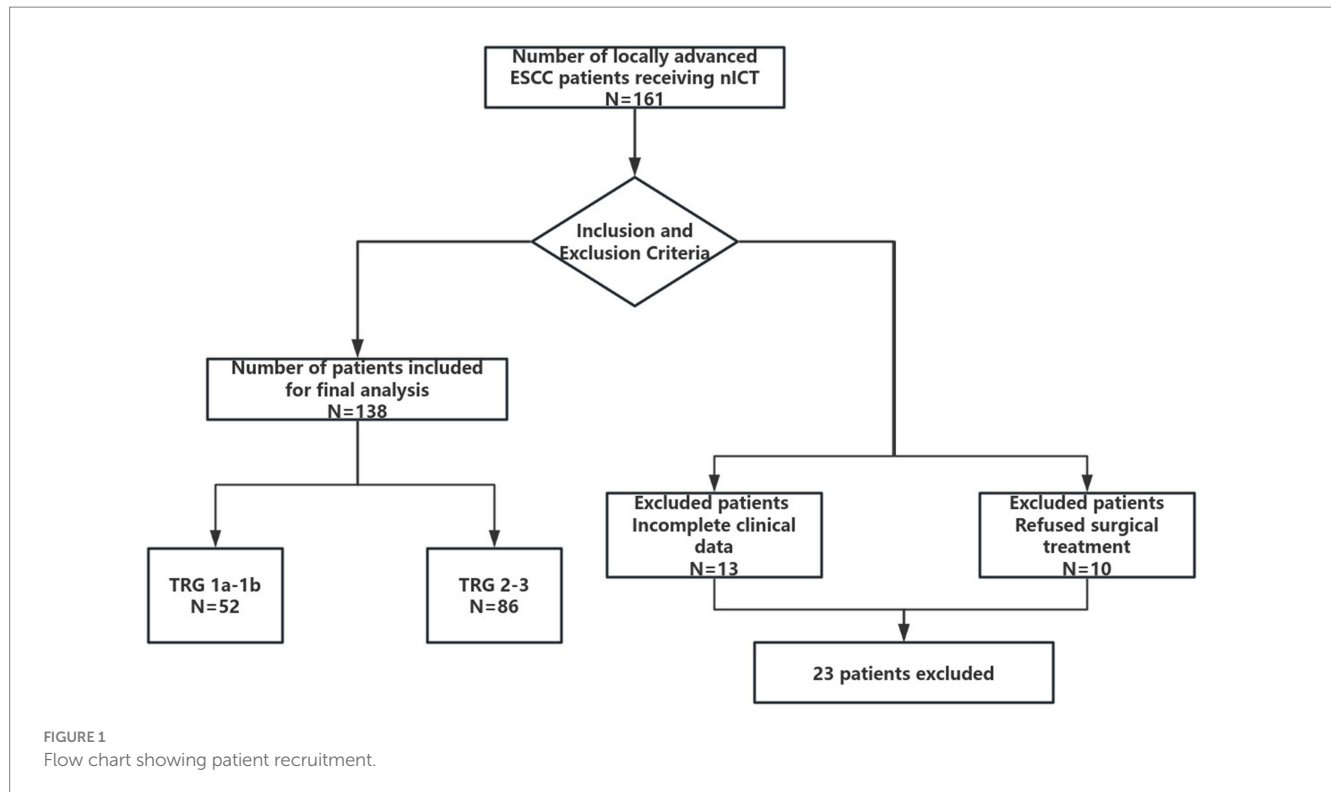 Number of locally advanced
ESCC patients receiving nICT
N=161
Inclusion and
Exclusion Criteria
Number of patients included
for final analysis
N=138
Excluded patients
Incomplete clinical
data
N=13
Excluded patients
Refused surgical
treatment
N=10
TRG 1a-1b
N=52
TRG 2-3
N=86
23 patients excluded
FIGURE 1
Flow chart showing patient recruitment.